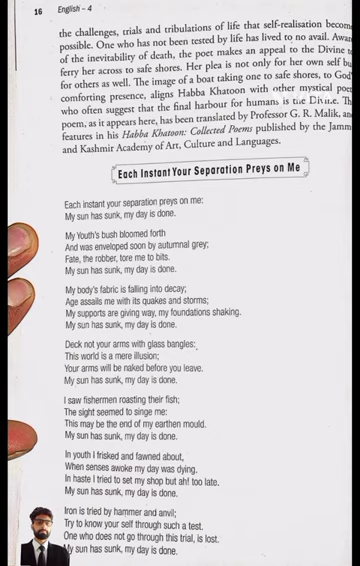 16 English – 4
the challenges, trials and tribulations of life that self-realisation
possible. One who has not been tested by life has lived to no avail.
of the inevitability of death, the poet makes an appeal to the Divine
ferry her across to safe shores. Her plea is not only for her own self
for others as well. The image of a boat taking one to safe shores, to
comforting presence, aligns Habba Khatoon with other mystical
who often suggest that the final harbour for humans is the Divine.
poem, as it appears here, has been translated by Professor G. R. Malik,
features in his Habba Khatoon: Collected Poems published by the
and Kashmir Academy of Art, Culture and Languages.
Each Instant Your Separation Preys on Me
Each instant your separation preys on me:
My sun has sunk, my day is done.
My Youth's bush bloomed forth
And was enveloped soon by autumnal grey;
Fate, the robber, tore me to bits.
My sun has sunk, my day is done.
My body's fabric is falling into decay;
Age assails me with its quakes and storms;
My supports are giving way, my foundations shaking.
My sun has sunk, my day is done.
Deck not your arms with glass bangles:
This world is a mere illusion;
Your arms will be naked before you leave.
My sun has sunk, my day is done.
I saw fishermen roasting their fish;
The sight seemed to singe me:
This may be the end of my earthen mould.
My sun has sunk, my day is done.
In youth I frisked and fawned about,
When senses awoke my day was dying.
In haste I tried to set my shop but ah! too late.
My sun has sunk, my day is done.
Iron is tried by hammer and anvil;
Try to know your self through such a test.
One who does not go through this trial, is lost.
My sun has sunk, my day is done.